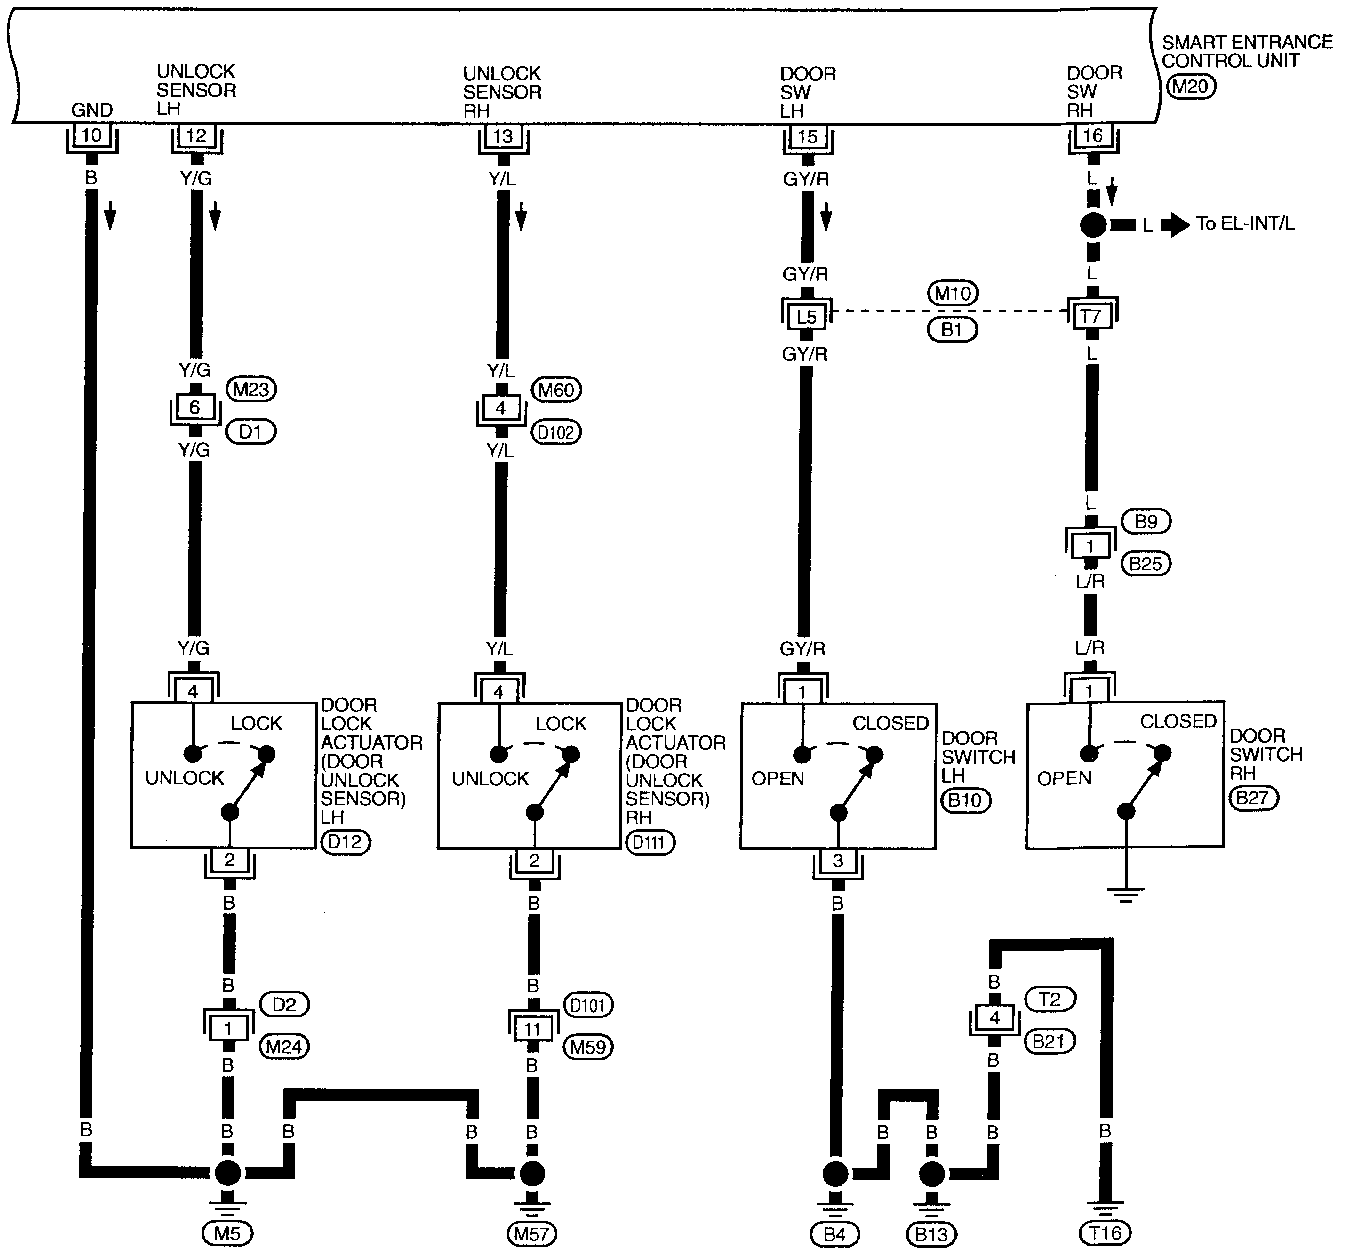 SMART ENTRANCE
CONTROL UNIT
M20
GND
UNLOCK
SENSOR
LH
UNLOCK
SENSOR
RH
DOOR
SW
LH
DOOR
SW
RH
10
12
13
15
16
B
Y/G
Y/L
GY/R
L
L
To EL-INT/L
GY/R
L
L5
M10
B1
T7
GY/R
L
Y/G
Y/L
6
M23
D1
4
M60
D102
Y/G
Y/L
L
1
B9
B25
L/R
Y/G
Y/L
GY/R
L/R
4
4
1
1
LOCK
UNLOCK
DOOR
LOCK
ACTUATOR
(DOOR
UNLOCK
SENSOR)
LH
D12
LOCK
UNLOCK
DOOR
LOCK
ACTUATOR
(DOOR
UNLOCK
SENSOR)
RH
D111
CLOSED
OPEN
DOOR
SWITCH
LH
B10
CLOSED
OPEN
DOOR
SWITCH
RH
B27
2
2
3
B
B
B
B
B
B
1
D2
M24
11
D101
M59
4
T2
B21
B
B
B
B
B
B
B
B
B
B
B
B
M5
M57
B4
B13
T16